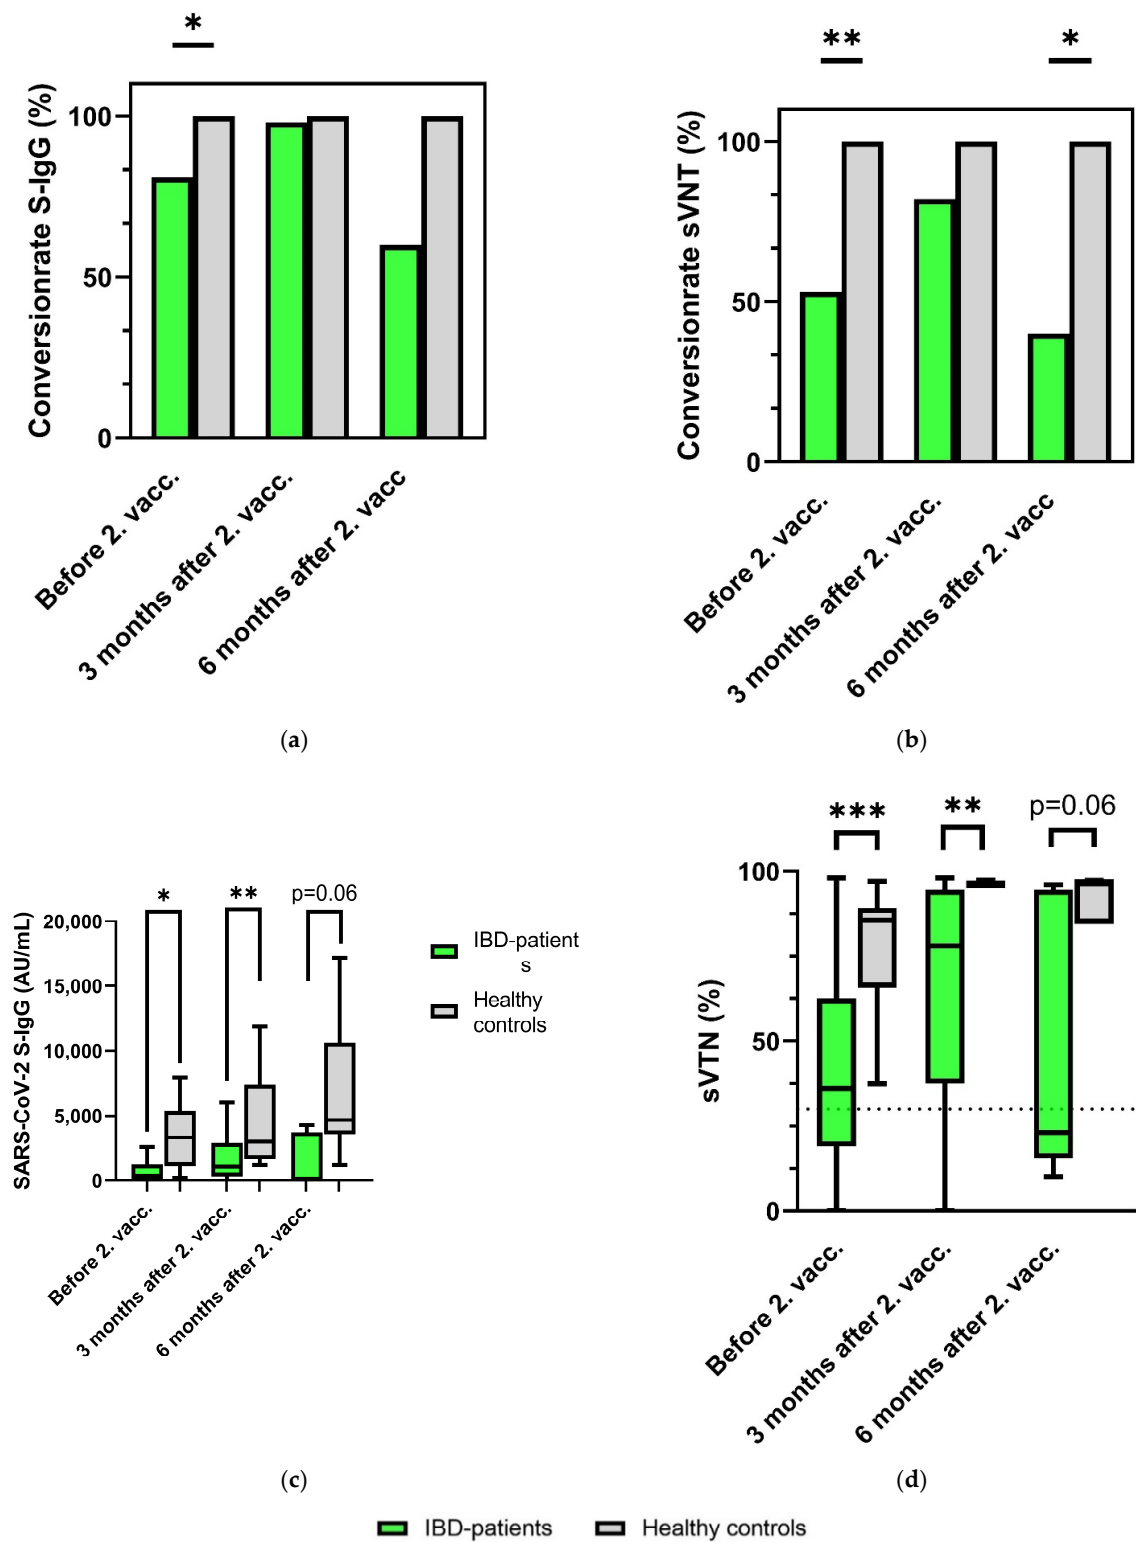 *
Conversionrate S-IgG (%)
100
50
0
Before 2. vacc.
3 months after 2. vacc.
6 months after 2. vacc
(a)
** *
Conversionrate sVNT (%)
100
50
0
Before 2. vacc.
3 months after 2. vacc.
6 months after 2. vacc
(b)
* ** p=0.06
SARS-CoV-2 S-IgG (AU/mL)
20,000
15,000
10,000
5,000
0
Before 2. vacc.
3 months after 2. vacc.
6 months after 2. vacc.
IBD-patient
s
Healthy
controls
(c)
*** ** p=0.06
sVTN (%)
100
50
0
Before 2. vacc.
3 months after 2. vacc.
6 months after 2. vacc.
(d)
IBD-patients Healthy controls